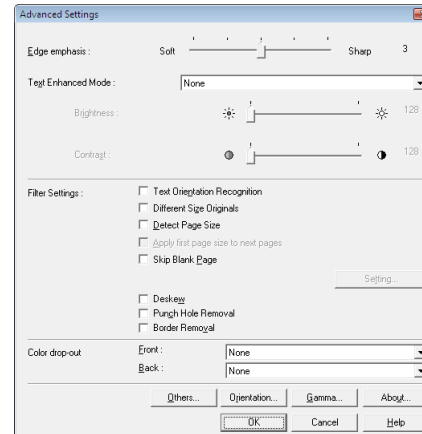 Advanced Settings
Edge emphasis : Soft Sharp 3
Text Enhanced Mode : None
Brightness : 128
Contrast : 128
Filter Settings : Text Orientation Recognition
Different Size Originals
Detect Page Size
Apply first page size to next pages
Skip Blank Page
Setting...
Deskew
Punch Hole Removal
Border Removal
Color drop-out Front : None
Back : None
Others... Orientation... Gamma... About...
OK Cancel Help